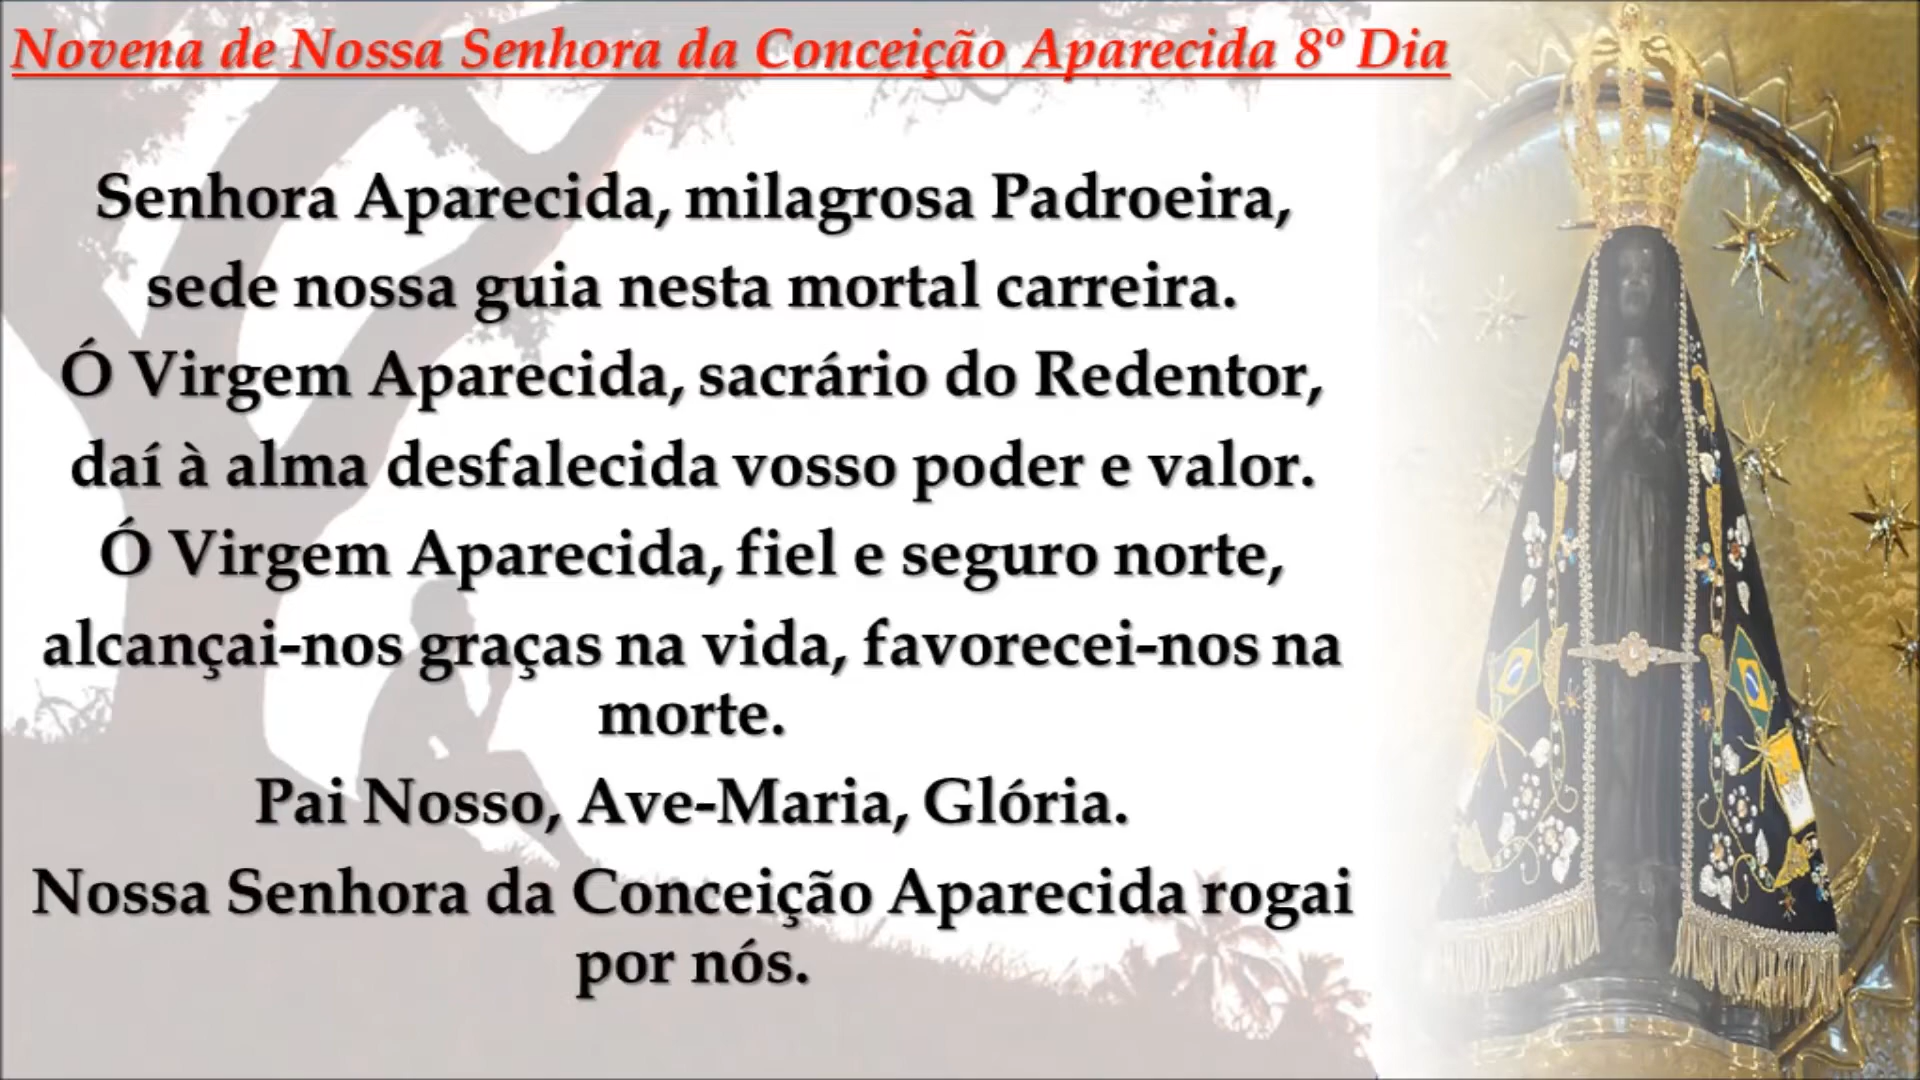 Novena de Nossa Senhora da Conceição Aparecida 8º Dia
Senhora Aparecida, milagrosa Padroeira,
sede nossa guia nesta mortal carreira.
Ó Virgem Aparecida, sacrário do Redentor,
daí à alma desfalecida vosso poder e valor.
Ó Virgem Aparecida, fiel e seguro norte,
alcançai-nos graças na vida, favorecei-nos na
morte.
Pai Nosso, Ave-Maria, Glória.
Nossa Senhora da Conceição Aparecida rogai
por nós.